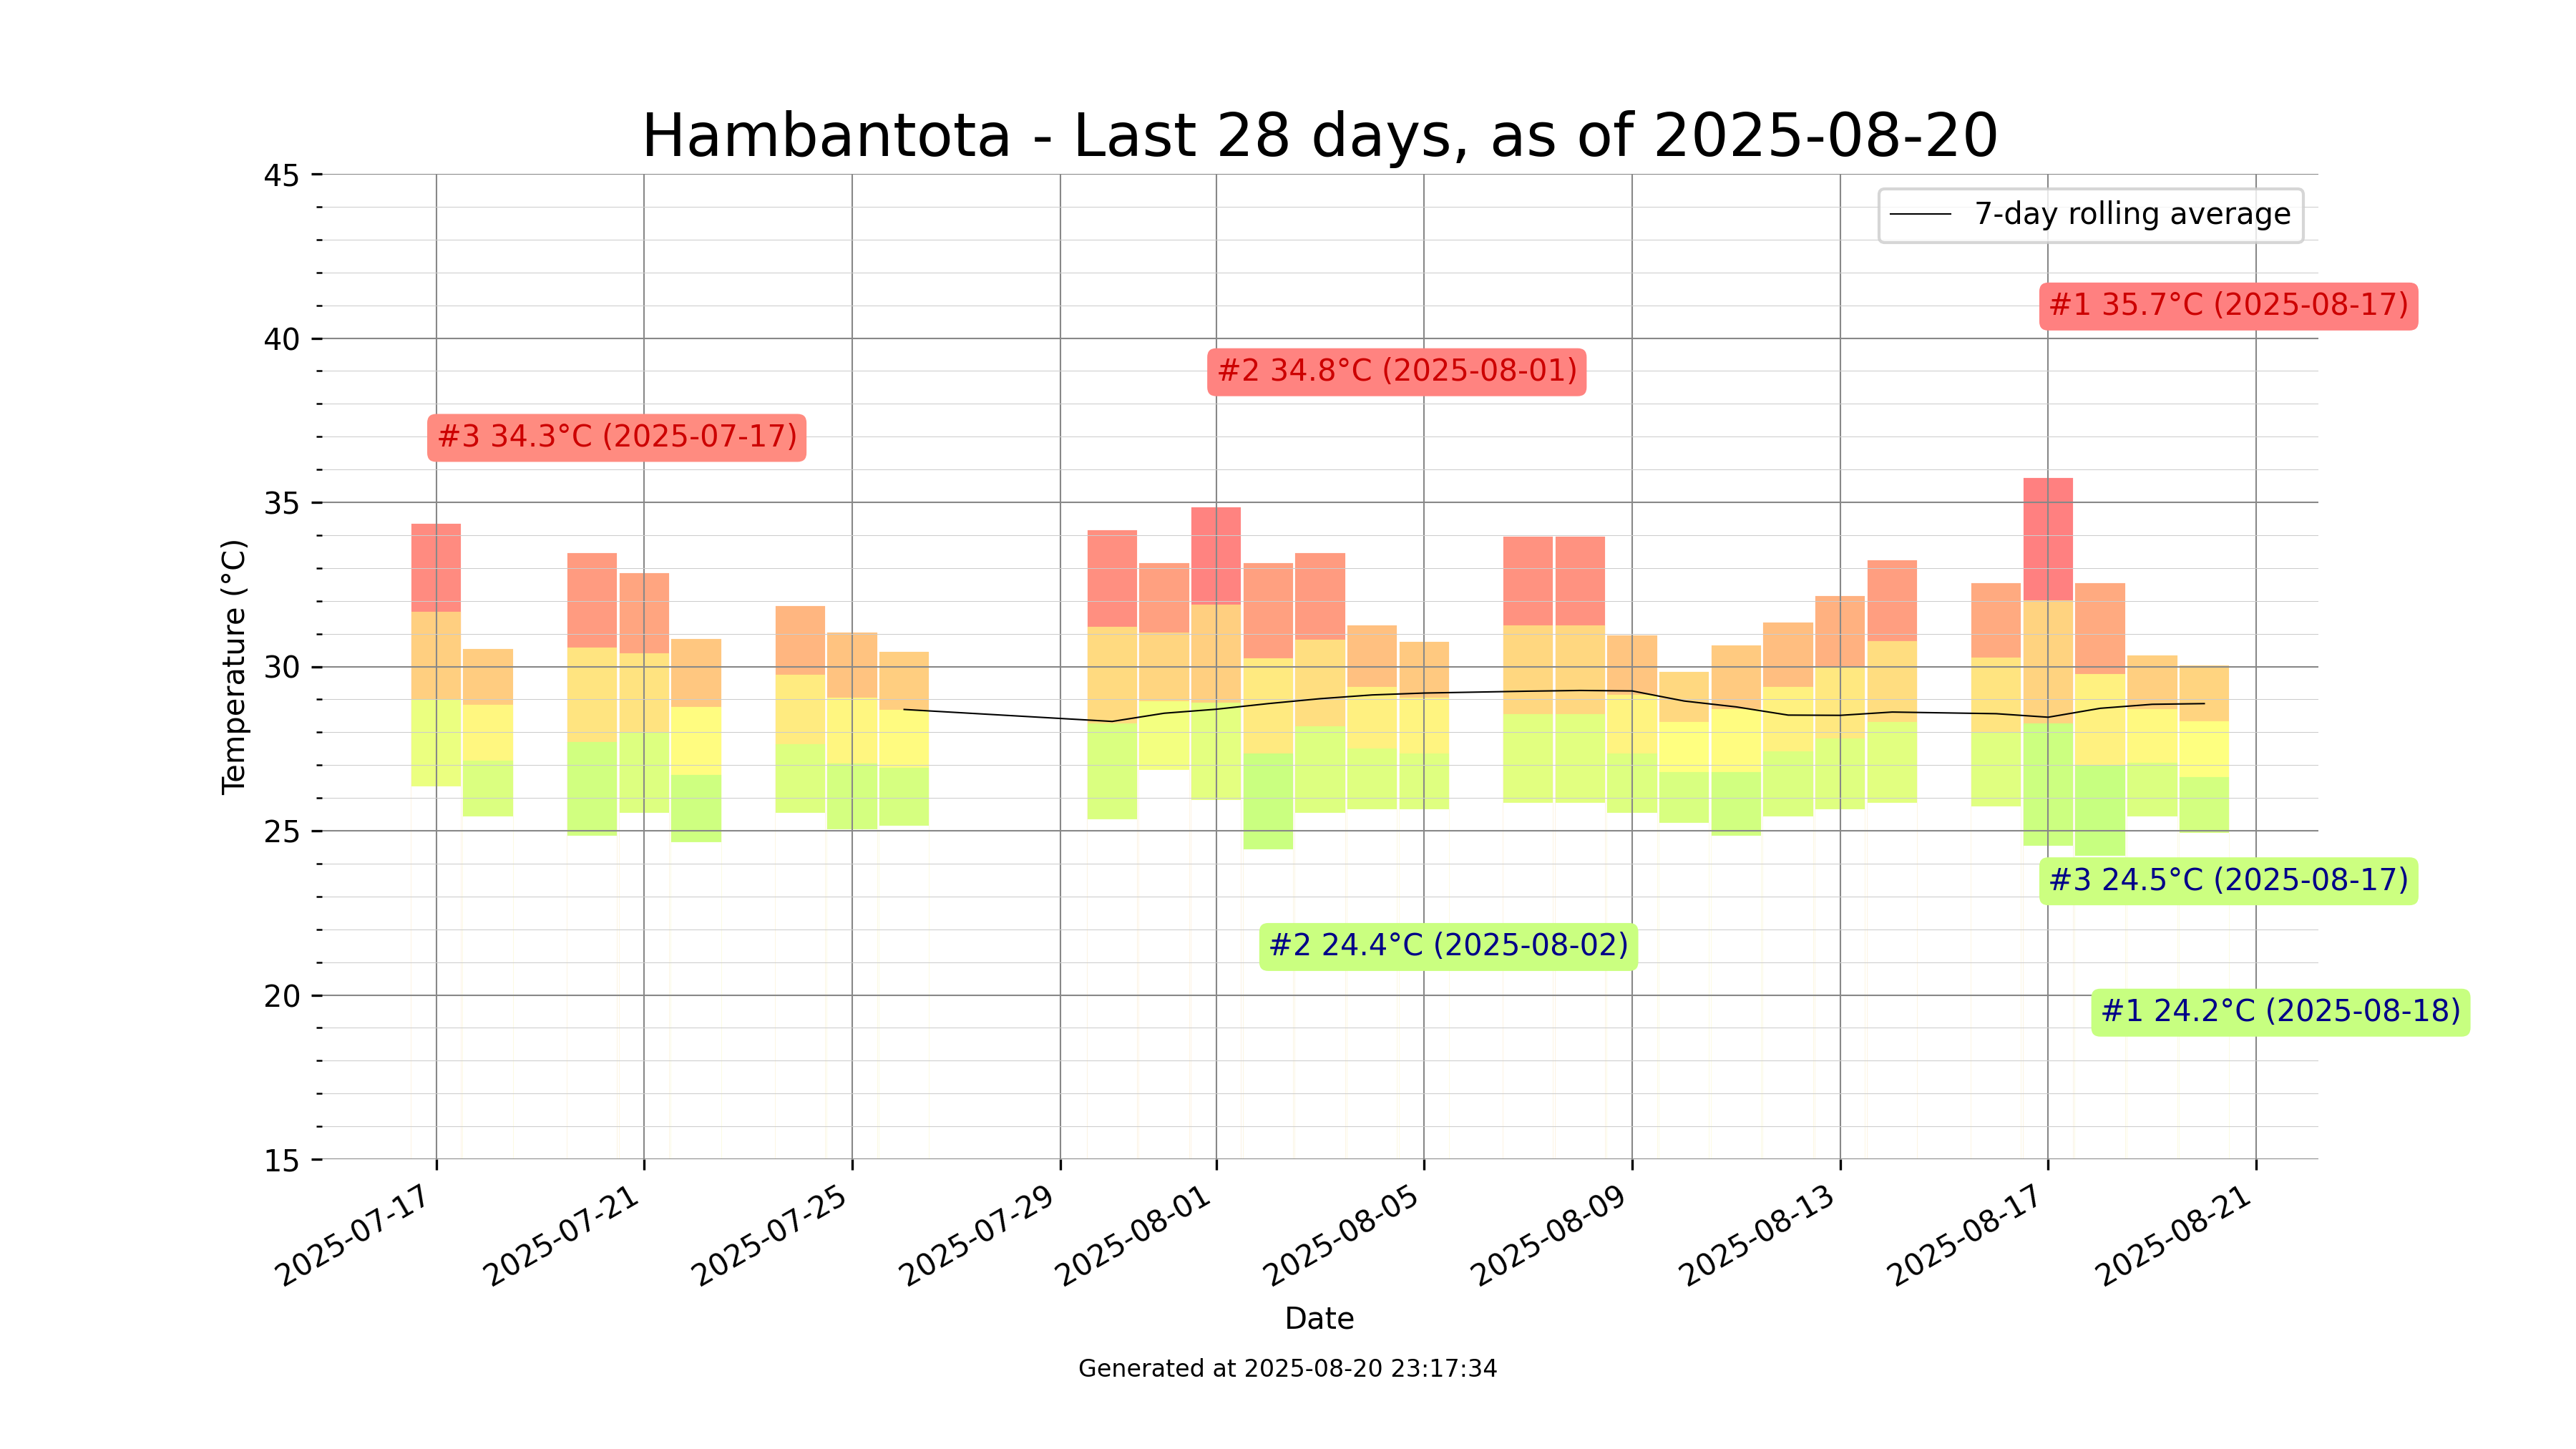 Hambantota - Last 28 days, as of 2025-08-20
45
40
35
30
25
20
15
Temperature (°C)
7-day rolling average
#1 35.7°C (2025-08-17)
#2 34.8°C (2025-08-01)
#3 34.3°C (2025-07-17)
#3 24.5°C (2025-08-17)
#2 24.4°C (2025-08-02)
#1 24.2°C (2025-08-18)
2025-07-17
2025-07-21
2025-07-25
2025-07-29
2025-08-01
2025-08-05
2025-08-09
2025-08-13
2025-08-17
2025-08-21
Date
Generated at 2025-08-20 23:17:34